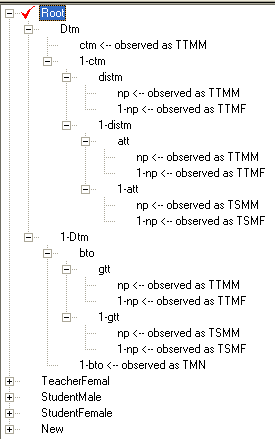 Root
Dtm
ctm <-- observed as TTMM
1-ctm
distm
np <-- observed as TTMM
1-np <-- observed as TTMF
1-distm
att
np <-- observed as TTMM
1-np <-- observed as TTMF
1-att
np <-- observed as TSMM
1-np <-- observed as TSMF
1-Dtm
bto
gtt
np <-- observed as TTMM
1-np <-- observed as TTMF
1-gtt
np <-- observed as TSMM
1-np <-- observed as TSMF
1-bto <-- observed as TMN
TeacherFemal
StudentMale
StudentFemale
New